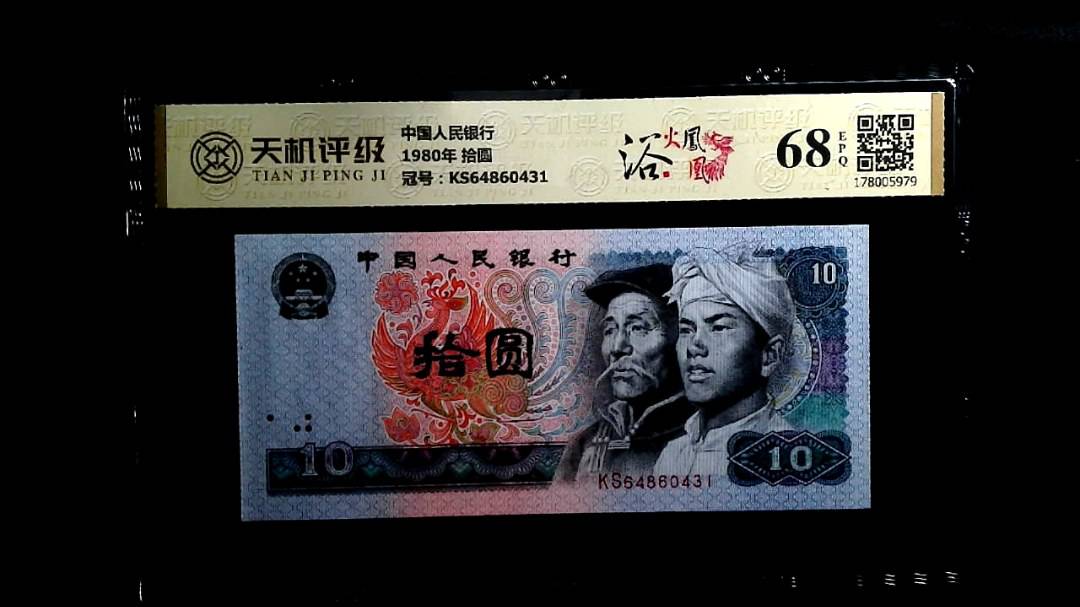 天机评级
TIAN JI PING JI
中国人民银行
1980年 拾圆
冠号：KS64860431
浴火凤凰
68
EPQ
178005979
中国人民银行
10
拾圆
10
10
KS64860431